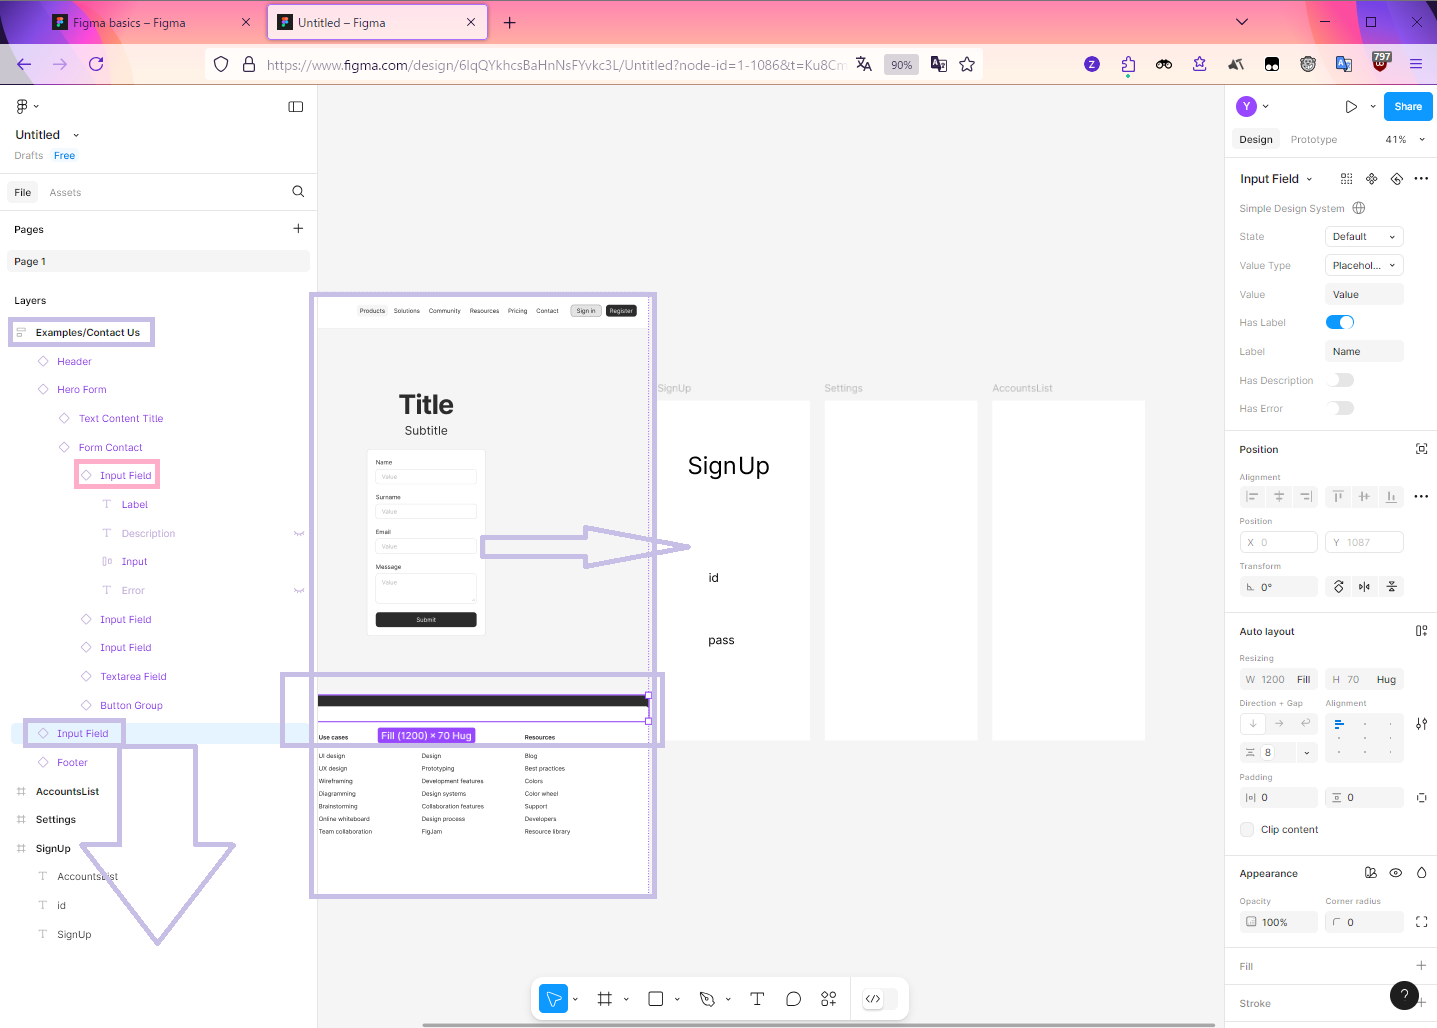 Figma basics – Figma
Untitled – Figma
https://www.figma.com/design/6lqQYkhcsBaHnNsFYvkc3L/Untitled?node-id=1-1086&t=Ku8Cm
90%
Z
797
Untitled
Drafts Free
File Assets
Pages
Page 1
Layers
Examples/Contact Us
Header
Hero Form
Text Content Title
Form Contact
Input Field
Label
Description
Input
Error
Input Field
Input Field
Textarea Field
Button Group
Input Field
Footer
AccountsList
Settings
SignUp
AccountsList
id
SignUp
Products Solutions Community Resources Pricing Contact Sign in Register
Title
Subtitle
Name
Value
Surname
Value
Email
Value
Message
Value
Submit
Use cases
Fill (1200) × 70 Hug
Resources
UI design Design Blog
UX design Prototyping Best practices
Wireframing Development features Colors
Diagramming Design systems Color wheel
Brainstorming Collaboration features Support
Online whiteboard Design process Developers
Team collaboration FigJam Resource library
SignUp
SignUp
id
pass
Settings
AccountsList
Y
Share
Design Prototype 41%
Input Field
Simple Design System
State Default
Value Type Placehol...
Value Value
Has Label
Label Name
Has Description
Has Error
Position
Alignment
Position
X 0 Y 1087
Transform
0°
Auto layout
Resizing
W 1200 Fill H 70 Hug
Direction + Gap Alignment
8
Padding
0 0
Clip content
Appearance
Opacity Corner radius
100% 0
Fill
Stroke
?